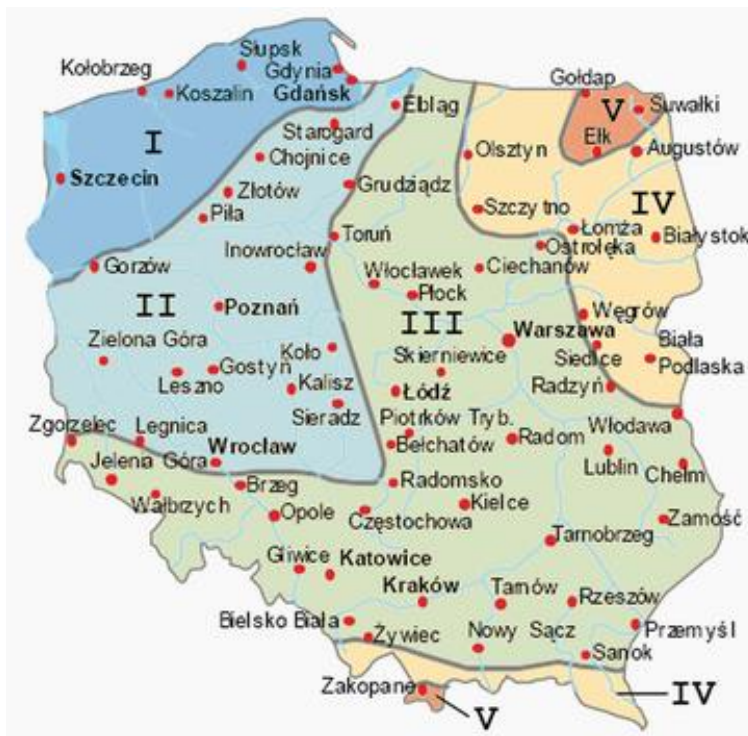 Słupsk
Kołobrzeg
Gdynia
Koszalin
Gdańsk
Elbląg
Gołdap
V
Suwałki
I
Starogard
Ełk
Chojnice
Olsztyn
Augustów
Szczecin
Złotów
Grudziądz
Szczytno
IV
Piła
Toruń
Łomża
Białystok
Ostrołęka
Inowrocław
Gorzów
Włocławek
Ciechanów
II
Poznań
Płock
III
Węgrów
Zielona Góra
Koło
Warszawa
Skierniewice
Siedlce
Biała
Podlaska
Gostyń
Leszno
Kalisz
Łódź
Radzyń
Sieradz
Piotrków Tryb.
Włodawa
Zgorzelec
Legnica
Wrocław
Bełchatów
Radom
Lublin
Chełm
Jelenia Góra
Brzeg
Radomsko
Wałbrzych
Kielce
Opole
Częstochowa
Zamość
Tarnobrzeg
Gliwice
Katowice
Kraków
Tarnów
Rzeszów
Bielsko Biała
Żywiec
Nowy Sącz
Przemyśl
Sanok
Zakopane
IV
V